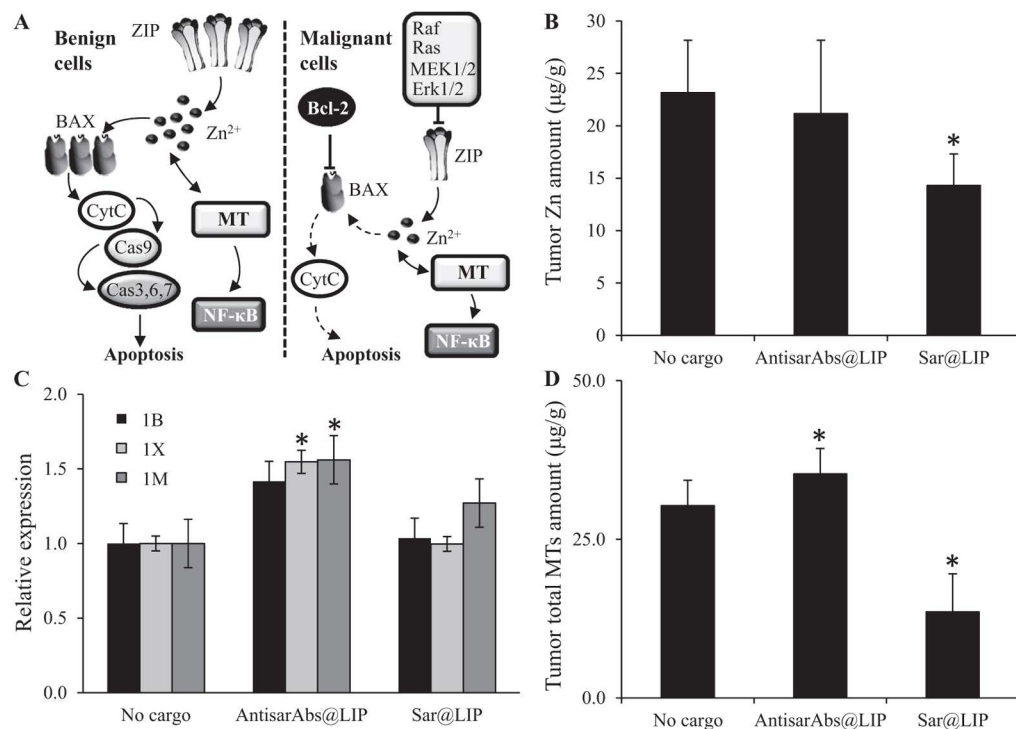 A
Benign
cells
ZIP
BAX
Zn²⁺
CytC
Cas9
Cas3,6,7
MT
NF-κB
Apoptosis
Malignant
cells
Raf
Ras
MEK1/2
Erk1/2
Bcl-2
ZIP
BAX
Zn²⁺
CytC
MT
NF-κB
Apoptosis
B
Tumor Zn amount (μg/g)
30
25
20
15
10
5
0
*
No cargo AntisarAbs@LIP Sar@LIP
C
Relative expression
2.0
1.5
1.0
0.5
0.0
1B
1X
1M
* *
No cargo AntisarAbs@LIP Sar@LIP
D
Tumor total MTs amount (μg/g)
50.0
25.0
0.0
*
*
No cargo AntisarAbs@LIP Sar@LIP